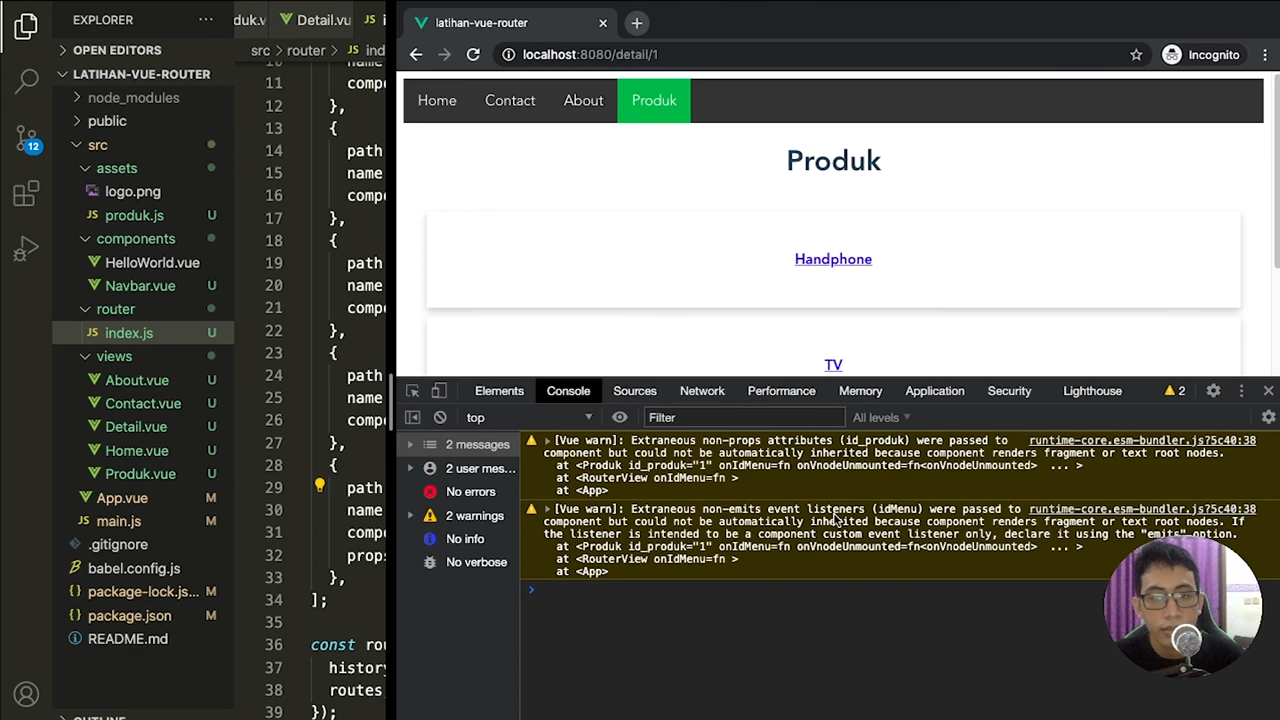 EXPLORER
OPEN EDITORS
LATIHAN-VUE-ROUTER
node_modules
public
src
assets
logo.png
produk.js U
components
HelloWorld.vue
Navbar.vue U
router
index.js U
views
About.vue U
Contact.vue U
Detail.vue U
Home.vue U
Produk.vue U
App.vue M
main.js M
.gitignore
babel.config.js
package-lock.js... M
package.json M
README.md
12
duk.v Detail.vu JS
src router JS ind
11 compo
12 },
13 {
14 path
15 name
16 compo
17 },
18 {
19 path
20 name
21 compo
22 },
23 {
24 path
25 name
26 compo
27 },
28 {
29 path
30 name
31 compo
32 props
33 },
34 ];
35
36 const rou
37 history
38 routes
39 });
latihan-vue-router
localhost:8080/detail/1
Incognito
Home Contact About Produk
Produk
Handphone
TV
Elements Console Sources Network Performance Memory Application Security Lighthouse 2
top Filter All levels
2 messages
2 user mes...
No errors
2 warnings
No info
No verbose
[Vue warn]: Extraneous non-props attributes (id_produk) were passed to runtime-core.esm-bundler.js?5c40:38
component but could not be automatically inherited because component renders fragment or text root nodes.
at <Produk id_produk="1" onIdMenu=fn onVnodeUnmounted=fn<onVnodeUnmounted> ... >
at <RouterView onIdMenu=fn >
at <App>
[Vue warn]: Extraneous non-emits event listeners (idMenu) were passed to runtime-core.esm-bundler.js?5c40:38
component but could not be automatically inherited because component renders fragment or text root nodes. If
the listener is intended to be a component custom event listener only, declare it using the "emits" option.
at <Produk id_produk="1" onIdMenu=fn onVnodeUnmounted=fn<onVnodeUnmounted> ... >
at <RouterView onIdMenu=fn >
at <App>